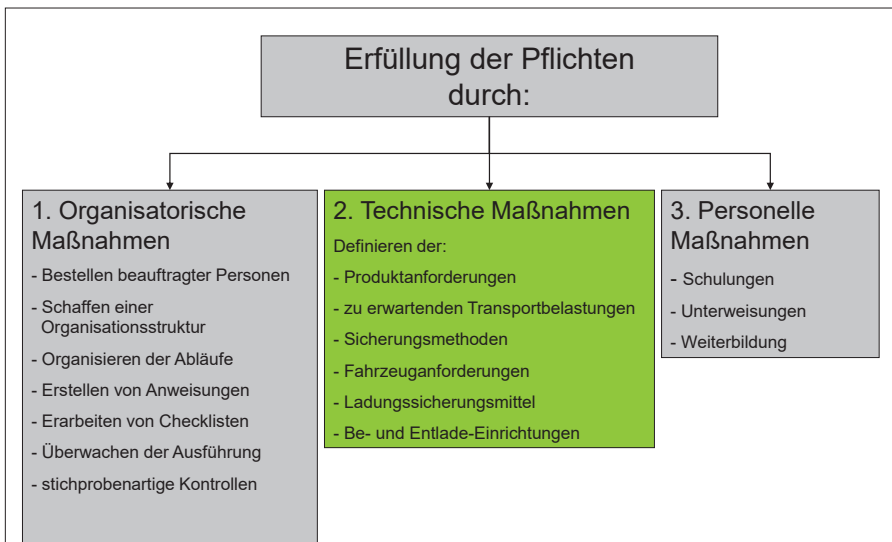 Erfüllung der Pflichten
durch:
1. Organisatorische
Maßnahmen
- Bestellen beauftragter Personen
- Schaffen einer
Organisationsstruktur
- Organisieren der Abläufe
- Erstellen von Anweisungen
- Erarbeiten von Checklisten
- Überwachen der Ausführung
- stichprobenartige Kontrollen
2. Technische Maßnahmen
Definieren der:
- Produktanforderungen
- zu erwartenden Transportbelastungen
- Sicherungsmethoden
- Fahrzeuganforderungen
- Ladungssicherungsmittel
- Be- und Entlade-Einrichtungen
3. Personelle
Maßnahmen
- Schulungen
- Unterweisungen
- Weiterbildung